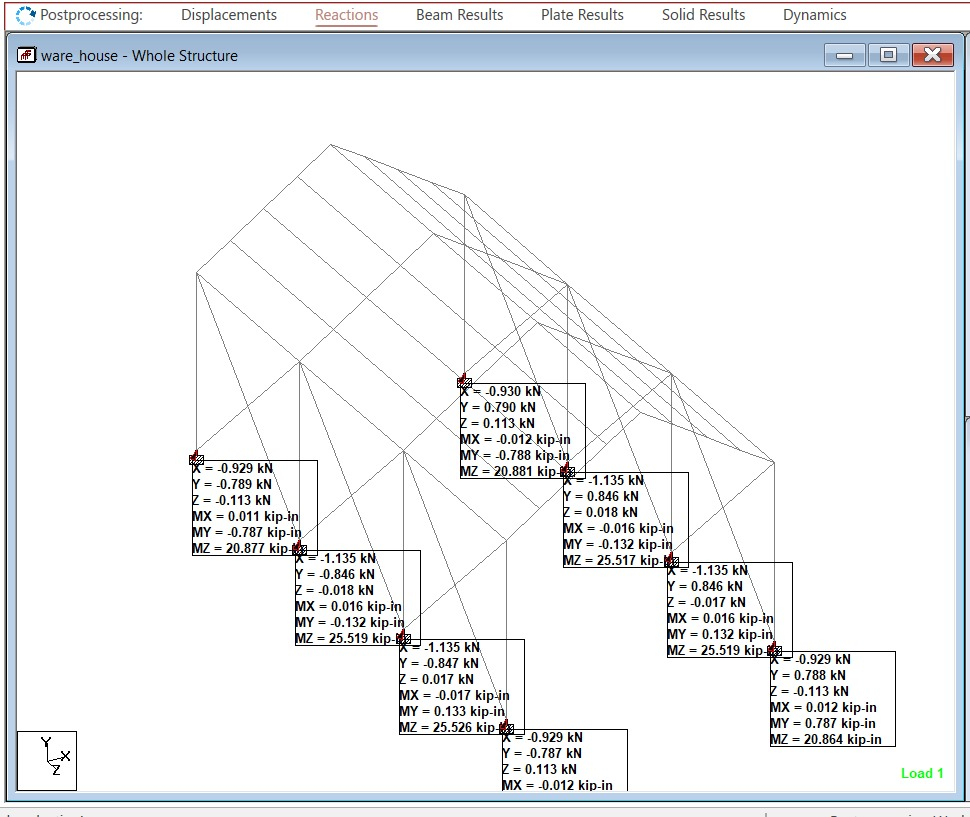 Postprocessing: Displacements Reactions Beam Results Plate Results Solid Results Dynamics
ware_house - Whole Structure
X = -0.930 kN
Y = 0.790 kN
Z = 0.113 kN
MX = -0.012 kip-in
MY = -0.788 kip-in
MZ = 20.881 kip-
X = -0.929 kN
Y = -0.789 kN
Z = -0.113 kN
MX = 0.011 kip-in
MY = -0.787 kip-in
MZ = 20.877 kip-
X = -1.135 kN
Y = 0.846 kN
Z = 0.018 kN
MX = -0.016 kip-in
MY = -0.132 kip-in
MZ = 25.517 kip-
X = -1.135 kN
Y = -0.846 kN
Z = -0.018 kN
MX = 0.016 kip-in
MY = -0.132 kip-in
MZ = 25.519 kip-
X = -1.135 kN
Y = 0.846 kN
Z = -0.017 kN
MX = 0.016 kip-in
MY = 0.132 kip-in
MZ = 25.519 kip-
X = -1.135 kN
Y = -0.847 kN
Z = 0.017 kN
MX = -0.017 kip-in
MY = 0.133 kip-in
MZ = 25.526 kip-
X = -0.929 kN
Y = 0.788 kN
Z = -0.113 kN
MX = 0.012 kip-in
MY = 0.787 kip-in
MZ = 20.864 kip-in
X = -0.929 kN
Y = -0.787 kN
Z = 0.113 kN
MX = -0.012 kip-in
Y
X
Z
Load 1